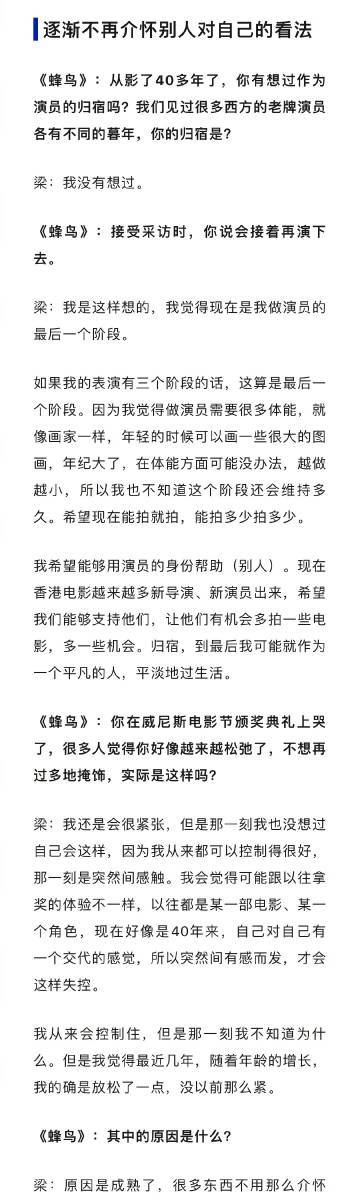 逐渐不再介怀别人对自己的看法
《蜂鸟》：从影了40多年了，你有想过作为
演员的归宿吗？我们见过很多西方的老牌演员
各有不同的暮年，你的归宿是？
梁：我没有想过。
《蜂鸟》：接受采访时，你说会接着再演下
去。
梁：我是这样想的，我觉得现在是我做演员的
最后一个阶段。
如果我的表演有三个阶段的话，这算是最后一
个阶段。因为我觉得做演员需要很多体能，就
像画家一样，年轻的时候可以画一些很大的图
画，年纪大了，在体能方面可能没办法，越做
越小，所以我也不知道这个阶段还会维持多
久。希望现在能拍就拍，能拍多少拍多少。
我希望能够用演员的身份帮助（别人）。现在
香港电影越来越多新导演、新演员出来，希望
我们能够支持他们，让他们有机会多拍一些电
影，多一些机会。归宿，到最后我可能就作为
一个平凡的人，平淡地过生活。
《蜂鸟》：你在威尼斯电影节颁奖典礼上哭
了，很多人觉得你好像越来越松弛了，不想再
过多地掩饰，实际是这样吗？
梁：我还是会很紧张，但是那一刻我也没想过
自己会这样，因为我从来都可以控制得很好，
那一刻是突然间感触。我会觉得可能跟以往拿
奖的体验不一样，以往都是某一部电影、某一
个角色，现在好像是40年来，自己对自己有
一个交代的感觉，所以突然间有感而发，才会
这样失控。
我从来会控制住，但是那一刻我不知道为什
么。但是我觉得最近几年，随着年龄的增长，
我的确是放松了一点，没以前那么紧。
《蜂鸟》：其中的原因是什么？
梁：原因是成熟了，很多东西不用那么介怀